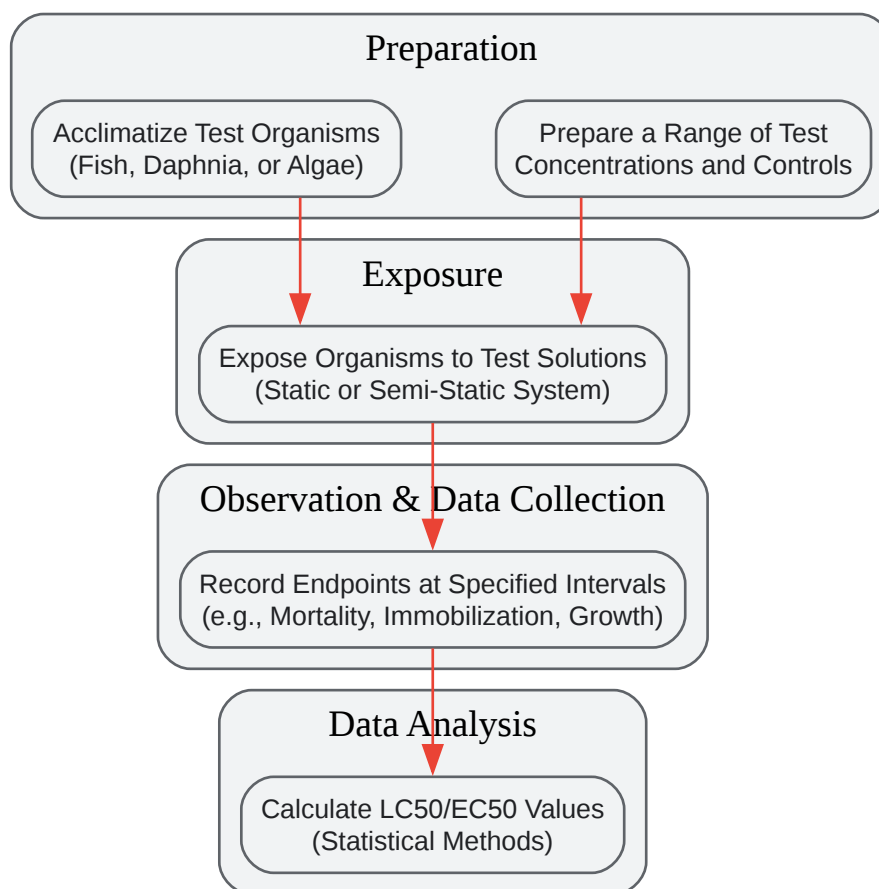 Preparation
Acclimatize Test Organisms
(Fish, Daphnia, or Algae)
Prepare a Range of Test
Concentrations and Controls
Exposure
Expose Organisms to Test Solutions
(Static or Semi-Static System)
Observation & Data Collection
Record Endpoints at Specified Intervals
(e.g., Mortality, Immobilization, Growth)
Data Analysis
Calculate LC50/EC50 Values
(Statistical Methods)